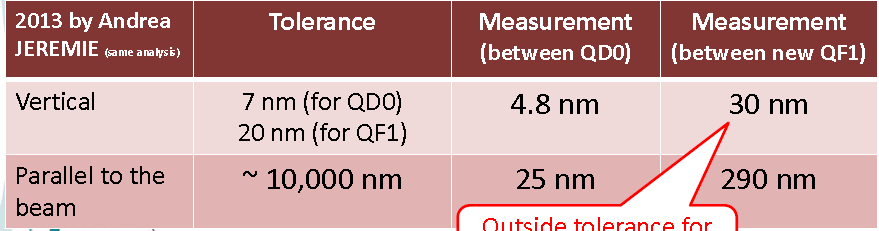 2013 by Andrea
JEREMIE (same analysis)
Tolerance
Measurement
(between QD0)
Measurement
(between new QF1)
Vertical
7 nm (for QD0)
20 nm (for QF1)
4.8 nm
30 nm
Parallel to the
beam
~ 10,000 nm
25 nm
290 nm
Outside tolerance for